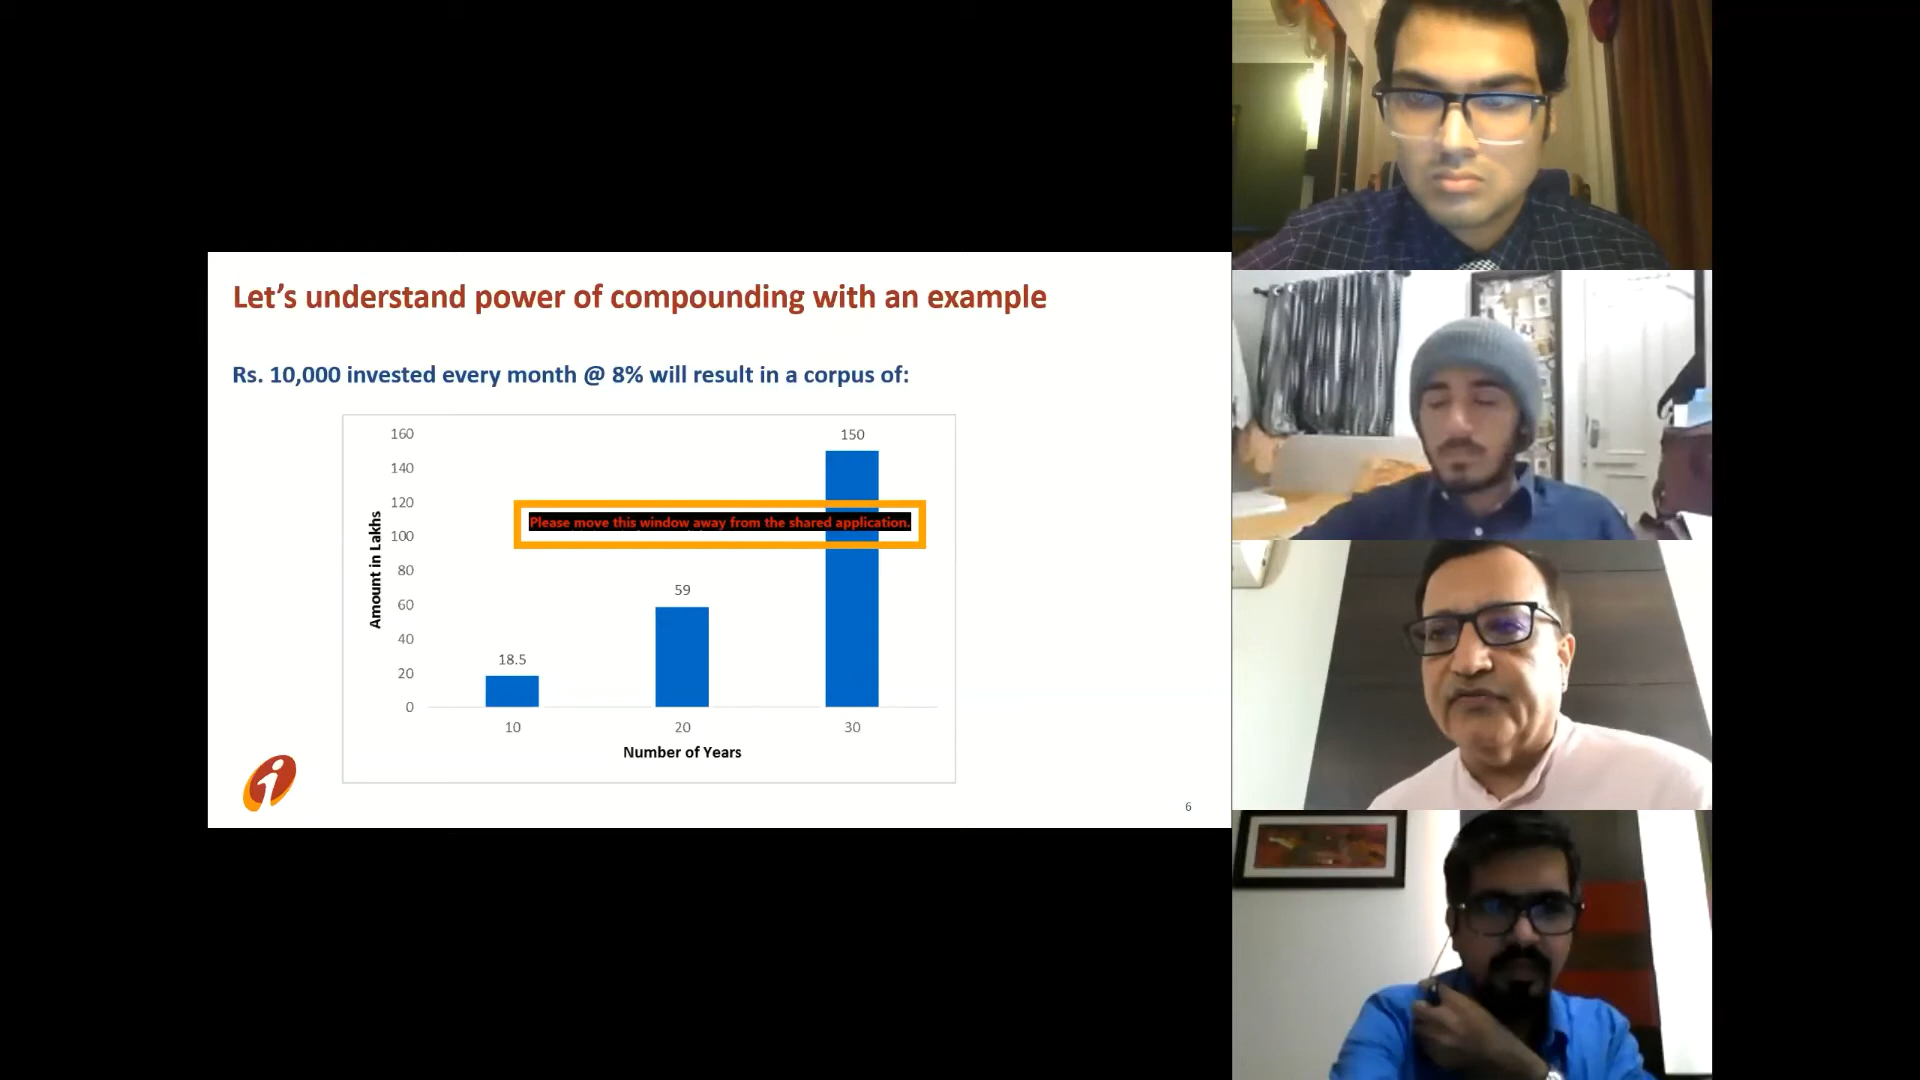 Let's understand power of compounding with an example
Rs. 10,000 invested every month @ 8% will result in a corpus of:
160
140
120
100
80
60
40
20
0
Amount in Lakhs
18.5
59
150
Please move this window away from the shared application.
10
20
30
Number of Years
i
6